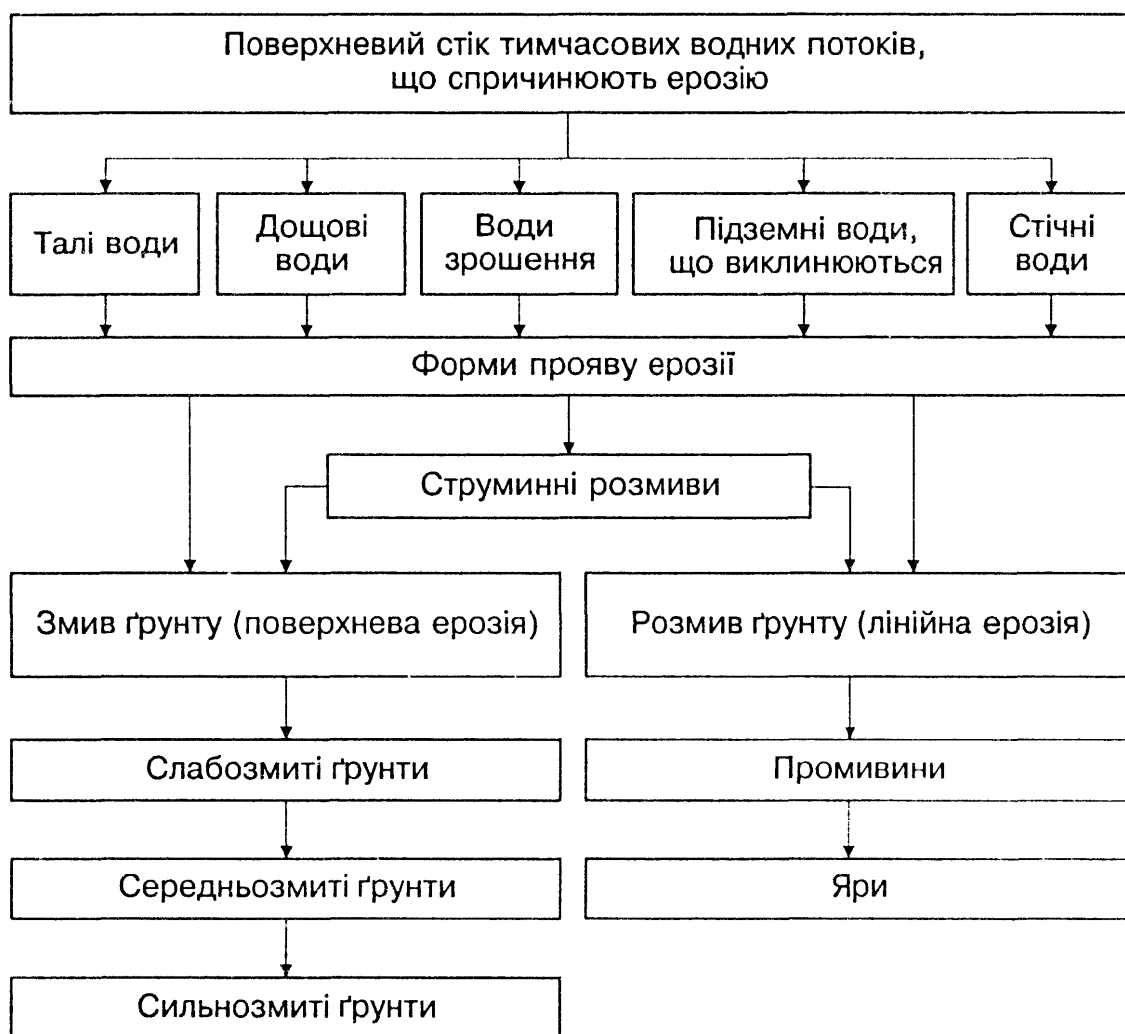 Поверхневий стік тимчасових водних потоків,
що спричинюють ерозію
Талі води
Дощові
води
Води
зрошення
Підземні води,
що виклинюються
Стічні
води
Форми прояву ерозії
Струминні розмиви
Змив ґрунту (поверхнева ерозія)
Розмив ґрунту (лінійна ерозія)
Слабозмиті ґрунти
Промивини
Середньозмиті ґрунти
Яри
Сильнозмиті ґрунти